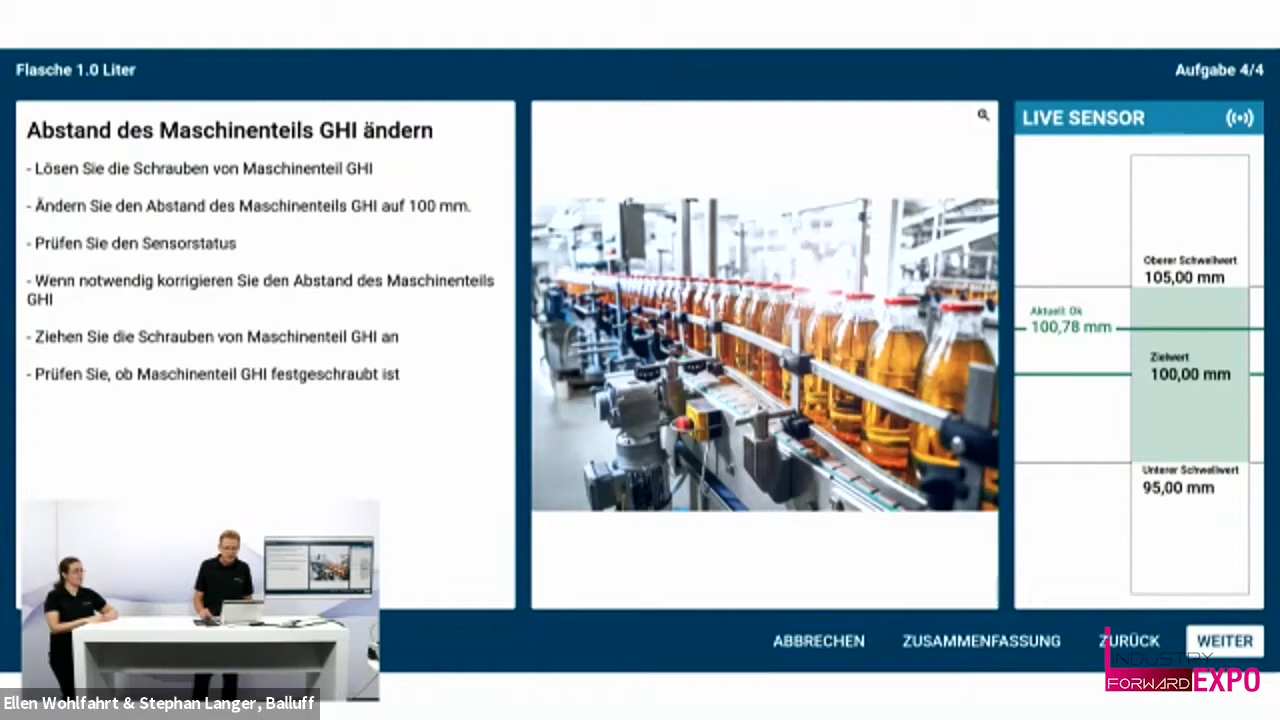 Flasche 1.0 Liter
Aufgabe 4/4
Abstand des Maschinenteils GHI ändern
- Lösen Sie die Schrauben von Maschinenteil GHI
- Ändern Sie den Abstand des Maschinenteils GHI auf 100 mm.
- Prüfen Sie den Sensorstatus
- Wenn notwendig korrigieren Sie den Abstand des Maschinenteils
GHI
- Ziehen Sie die Schrauben von Maschinenteil GHI an
- Prüfen Sie, ob Maschinenteil GHI festgeschraubt ist
LIVE SENSOR
Oberer Schwellwert
105,00 mm
Aktuell: Ok
100,78 mm
Zielwert
100,00 mm
Unterer Schwellwert
95,00 mm
ABBRECHEN
ZUSAMMENFASSUNG
ZURÜCK
WEITER
INDUSTRY
FORWARD EXPO
Ellen Wohlfahrt & Stephan Langer, Balluff